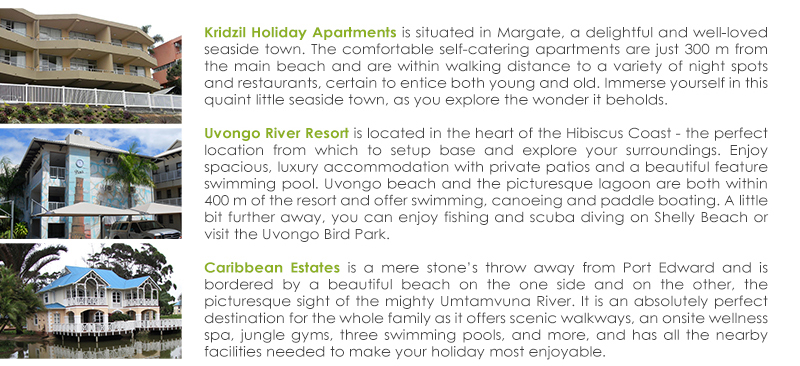 Kridzil Holiday Apartments is situated in Margate, a delightful and well-loved
seaside town. The comfortable self-catering apartments are just 300 m from
the main beach and are within walking distance to a variety of night spots
and restaurants, certain to entice both young and old. Immerse yourself in this
quaint little seaside town, as you explore the wonder it beholds.
Uvongo River Resort is located in the heart of the Hibiscus Coast - the perfect
location from which to setup base and explore your surroundings. Enjoy
spacious, luxury accommodation with private patios and a beautiful feature
swimming pool. Uvongo beach and the picturesque lagoon are both within
400 m of the resort and offer swimming, canoeing and paddle boating. A little
bit further away, you can enjoy fishing and scuba diving on Shelly Beach or
visit the Uvongo Bird Park.
Caribbean Estates is a mere stone’s throw away from Port Edward and is
bordered by a beautiful beach on the one side and on the other, the
picturesque sight of the mighty Umtamvuna River. It is an absolutely perfect
destination for the whole family as it offers scenic walkways, an onsite wellness
spa, jungle gyms, three swimming pools, and more, and has all the nearby
facilities needed to make your holiday most enjoyable.